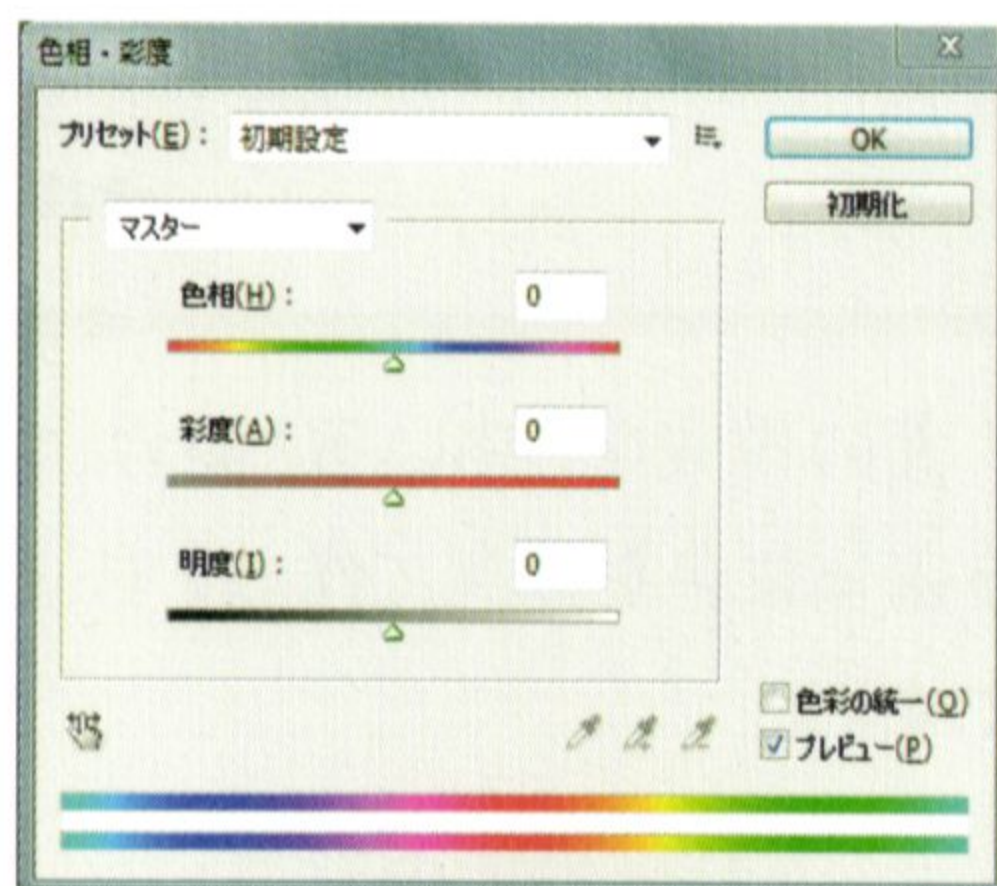 色相・彩度
プリセット(E): 初期設定
OK
初期化
マスター
色相(H): 0
彩度(A): 0
明度(I): 0
色彩の統一(O)
プレビュー(P)